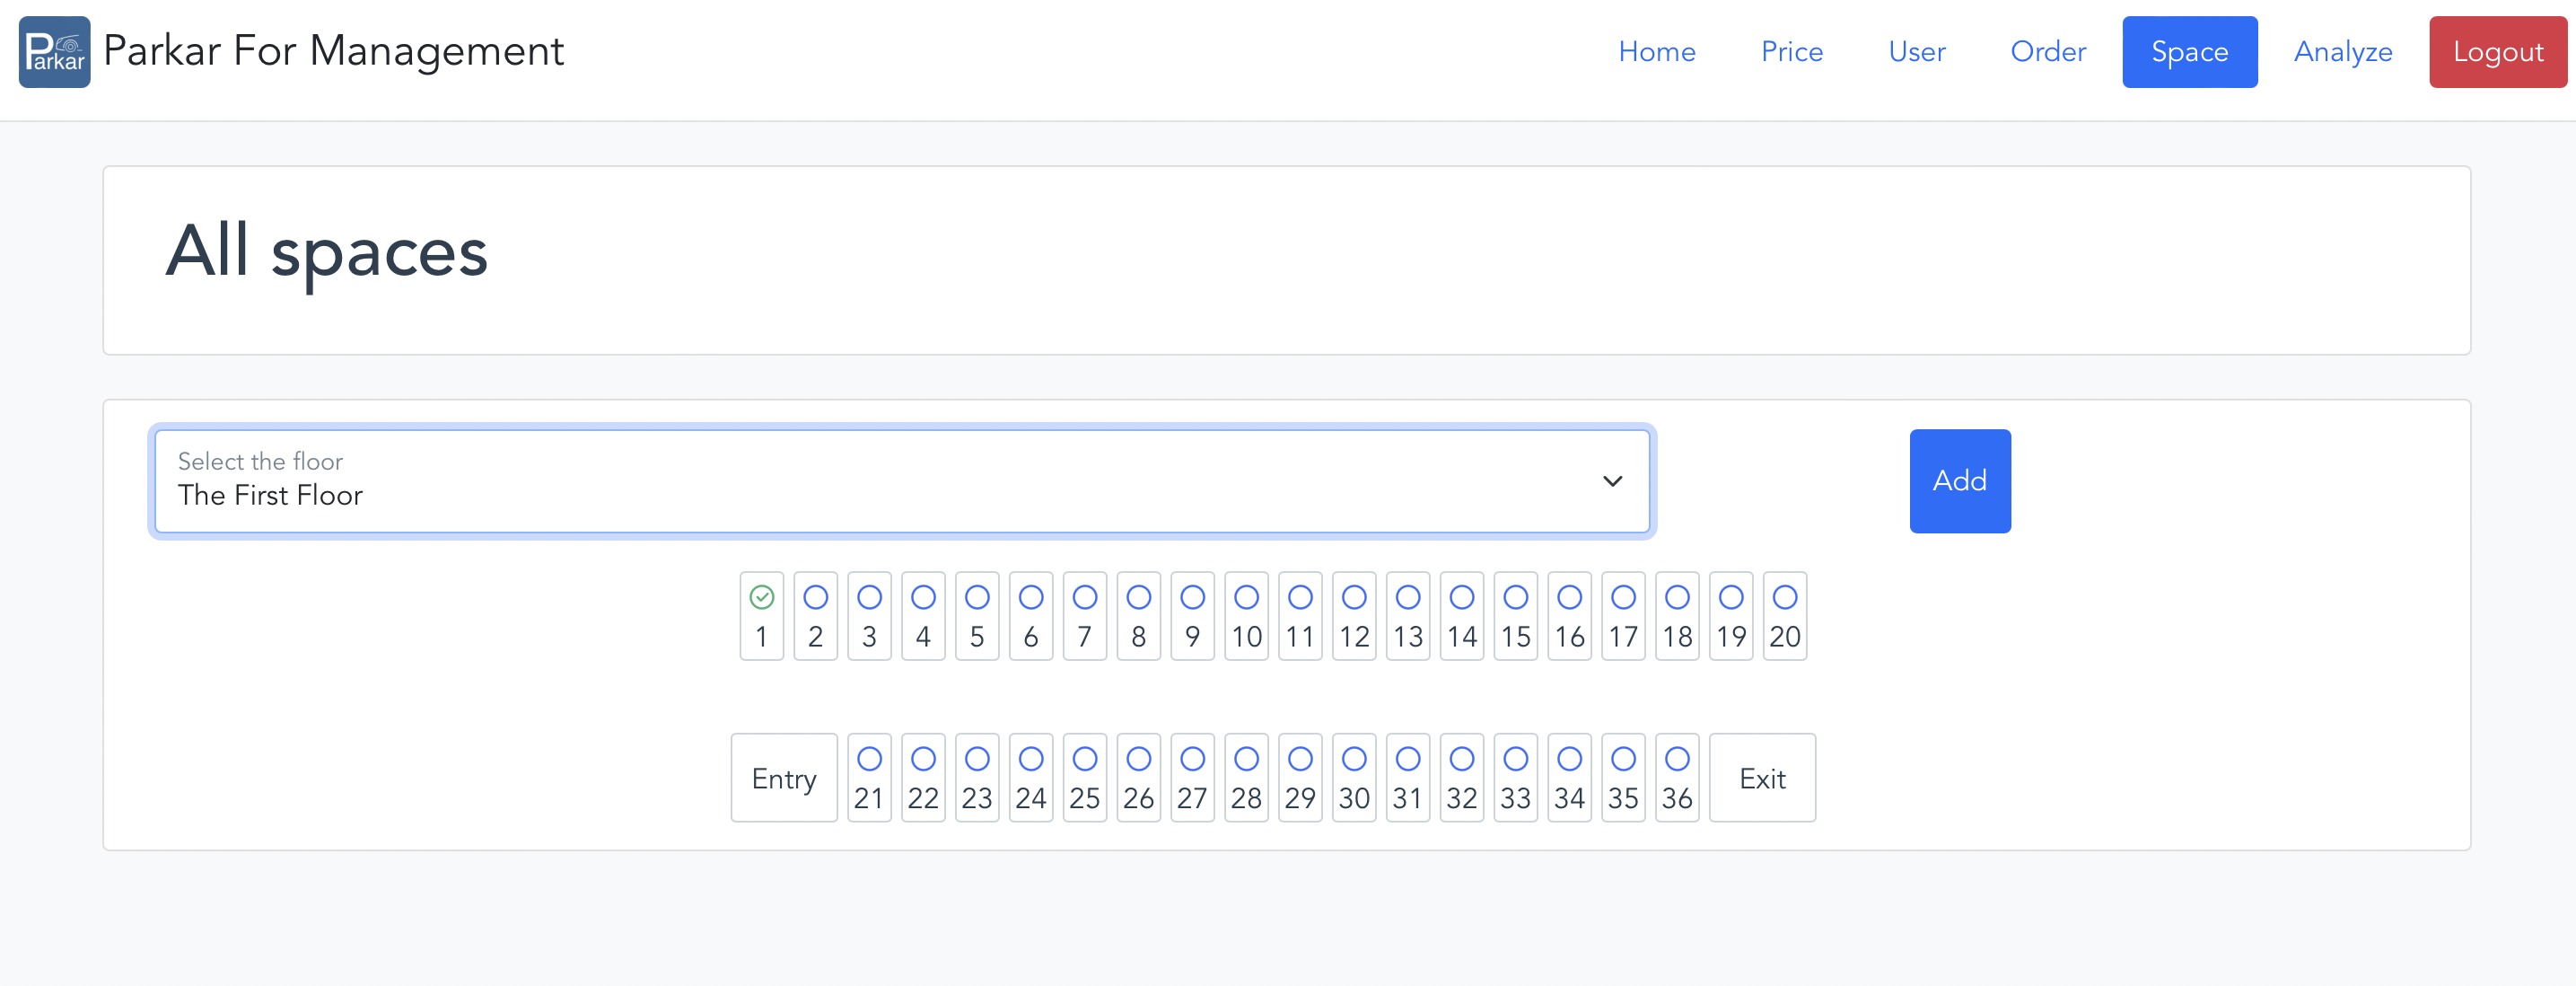 Parkar Parkar For Management Home Price User Order Space Analyze Logout
All spaces
Select the floor
The First Floor
Add
1 2 3 4 5 6 7 8 9 10 11 12 13 14 15 16 17 18 19 20
Entry 21 22 23 24 25 26 27 28 29 30 31 32 33 34 35 36 Exit